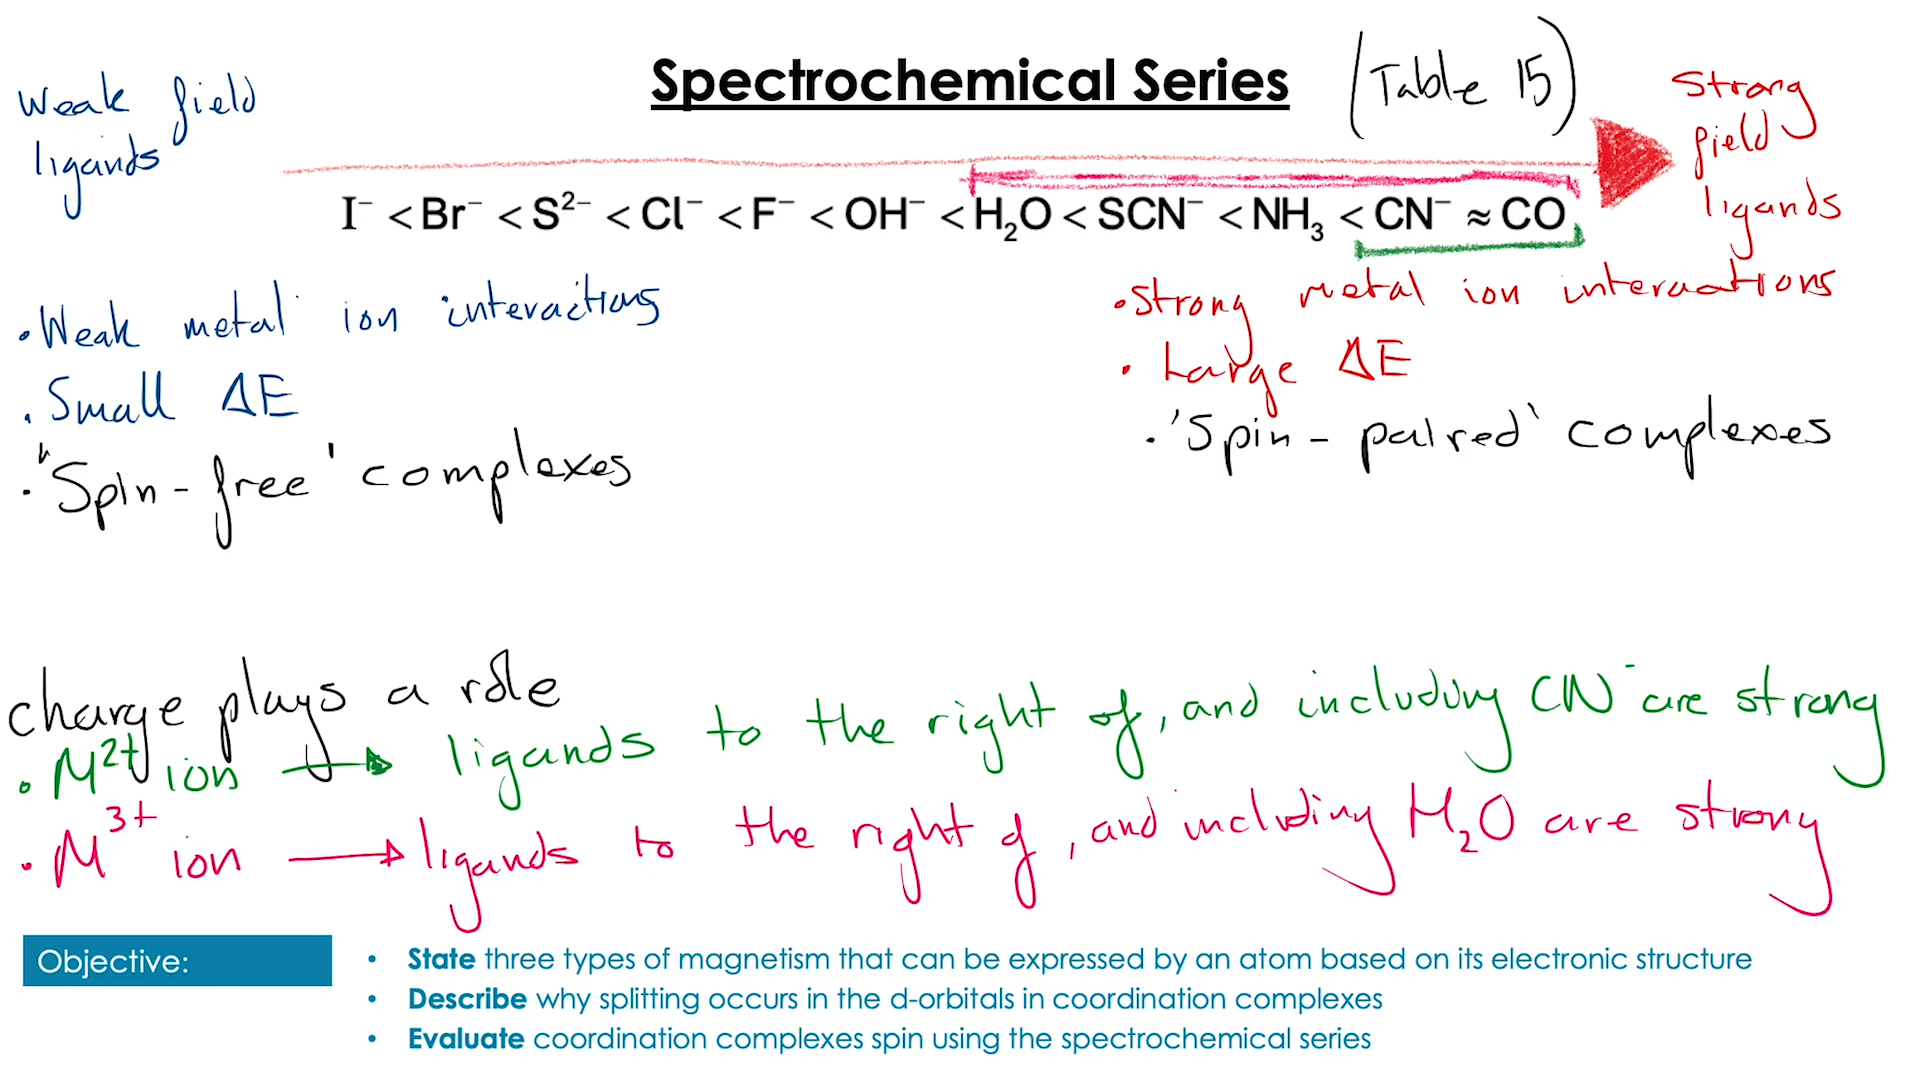 Spectrochemical Series (Table 15)
Weak field
ligands
Strong
field
ligands
I⁻ < Br⁻ < S²⁻ < Cl⁻ < F⁻ < OH⁻ < H₂O < SCN⁻ < NH₃ < CN⁻ ≈ CO
• Weak metal ion interactions
• Small ΔE
• 'Spin-free' complexes
• Strong metal ion interactions
• Large ΔE
• 'Spin-paired' complexes
charge plays a role
• M²⁺ ion → ligands to the right of, and including CN⁻ are strong
• M³⁺ ion → ligands to the right of, and including H₂O are strong
Objective:
• State three types of magnetism that can be expressed by an atom based on its electronic structure
• Describe why splitting occurs in the d-orbitals in coordination complexes
• Evaluate coordination complexes spin using the spectrochemical series